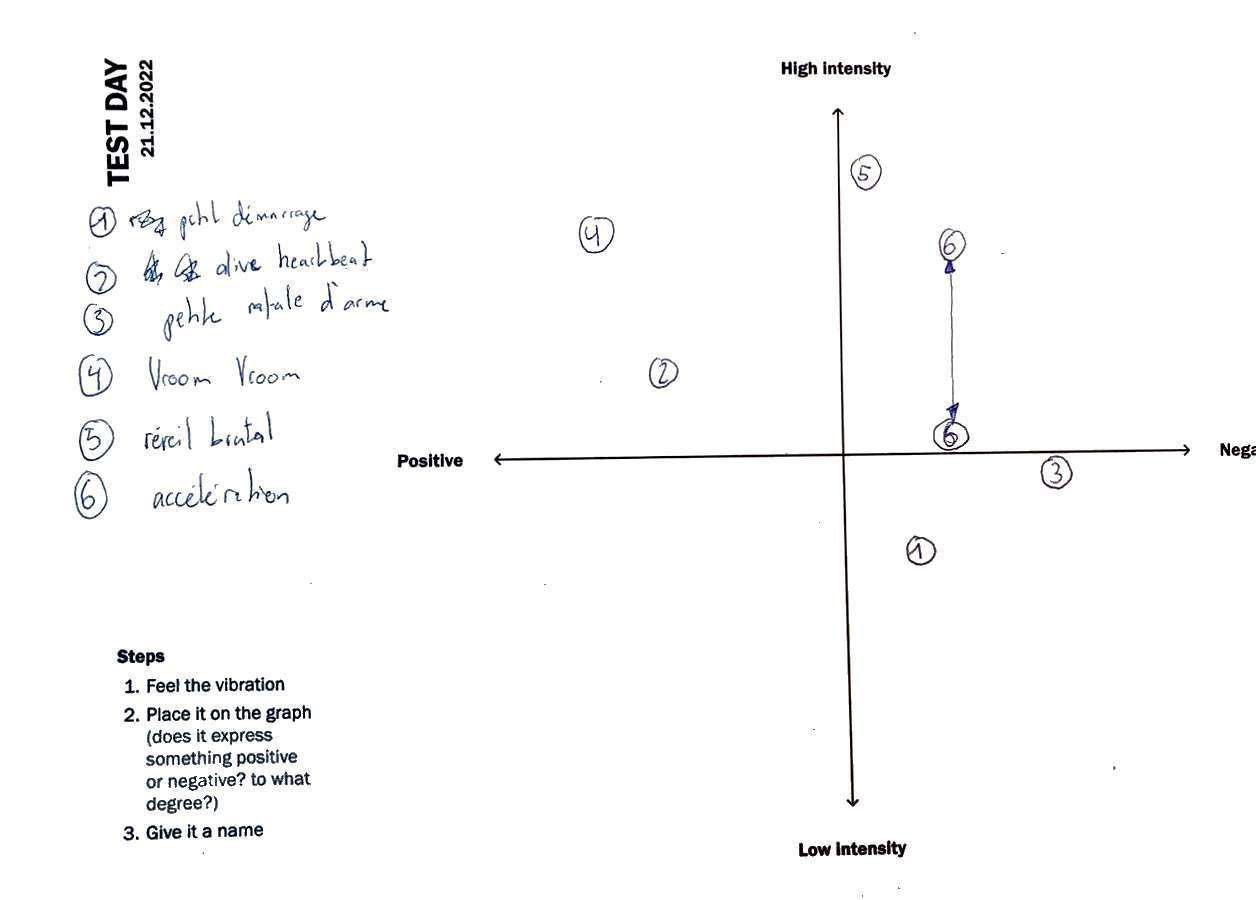 TEST DAY
21.12.2022
1 petit démarrage
2 alive heartbeat
3 petite rafale d'arme
4 Vroom Vroom
5 réveil brutal
6 accélération
High intensity
5
4
6
2
6
Positive
Nega
3
1
Low intensity
Steps
1. Feel the vibration
2. Place it on the graph
(does it express
something positive
or negative? to what
degree?)
3. Give it a name